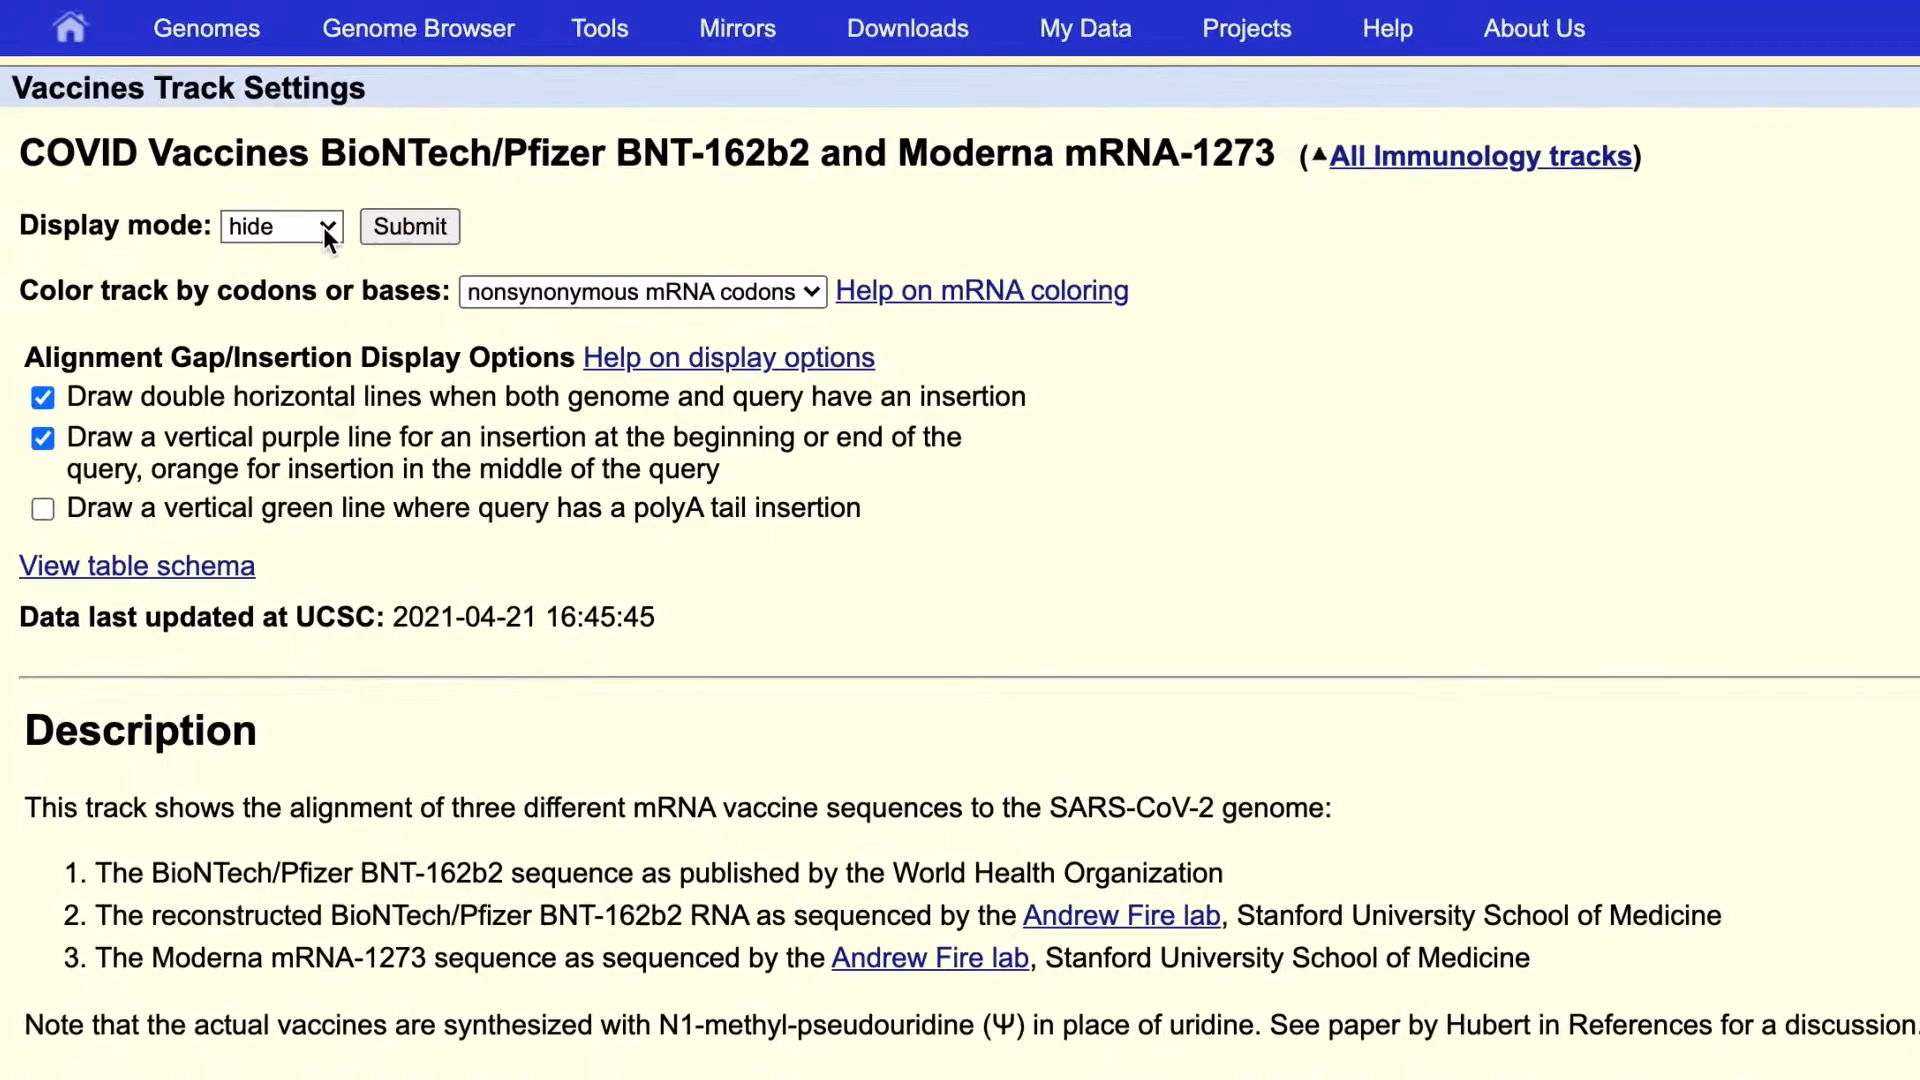 Genomes Genome Browser Tools Mirrors Downloads My Data Projects Help About Us
Vaccines Track Settings
COVID Vaccines BioNTech/Pfizer BNT-162b2 and Moderna mRNA-1273 (▲All Immunology tracks)
Display mode: hide Submit
Color track by codons or bases: nonsynonymous mRNA codons Help on mRNA coloring
Alignment Gap/Insertion Display Options Help on display options
Draw double horizontal lines when both genome and query have an insertion
Draw a vertical purple line for an insertion at the beginning or end of the
query, orange for insertion in the middle of the query
Draw a vertical green line where query has a polyA tail insertion
View table schema
Data last updated at UCSC: 2021-04-21 16:45:45
Description
This track shows the alignment of three different mRNA vaccine sequences to the SARS-CoV-2 genome:
1. The BioNTech/Pfizer BNT-162b2 sequence as published by the World Health Organization
2. The reconstructed BioNTech/Pfizer BNT-162b2 RNA as sequenced by the Andrew Fire lab, Stanford University School of Medicine
3. The Moderna mRNA-1273 sequence as sequenced by the Andrew Fire lab, Stanford University School of Medicine
Note that the actual vaccines are synthesized with N1-methyl-pseudouridine (Ψ) in place of uridine. See paper by Hubert in References for a discussion.